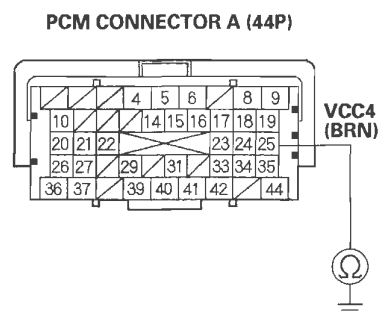 PCM CONNECTOR A (44P)
4 5 6 8 9
VCC4
(BRN)
10 14 15 16 17 18 19
20 21 22 23 24 25
26 27 29 31 33 34 35
36 37 39 40 41 42 44
Ω